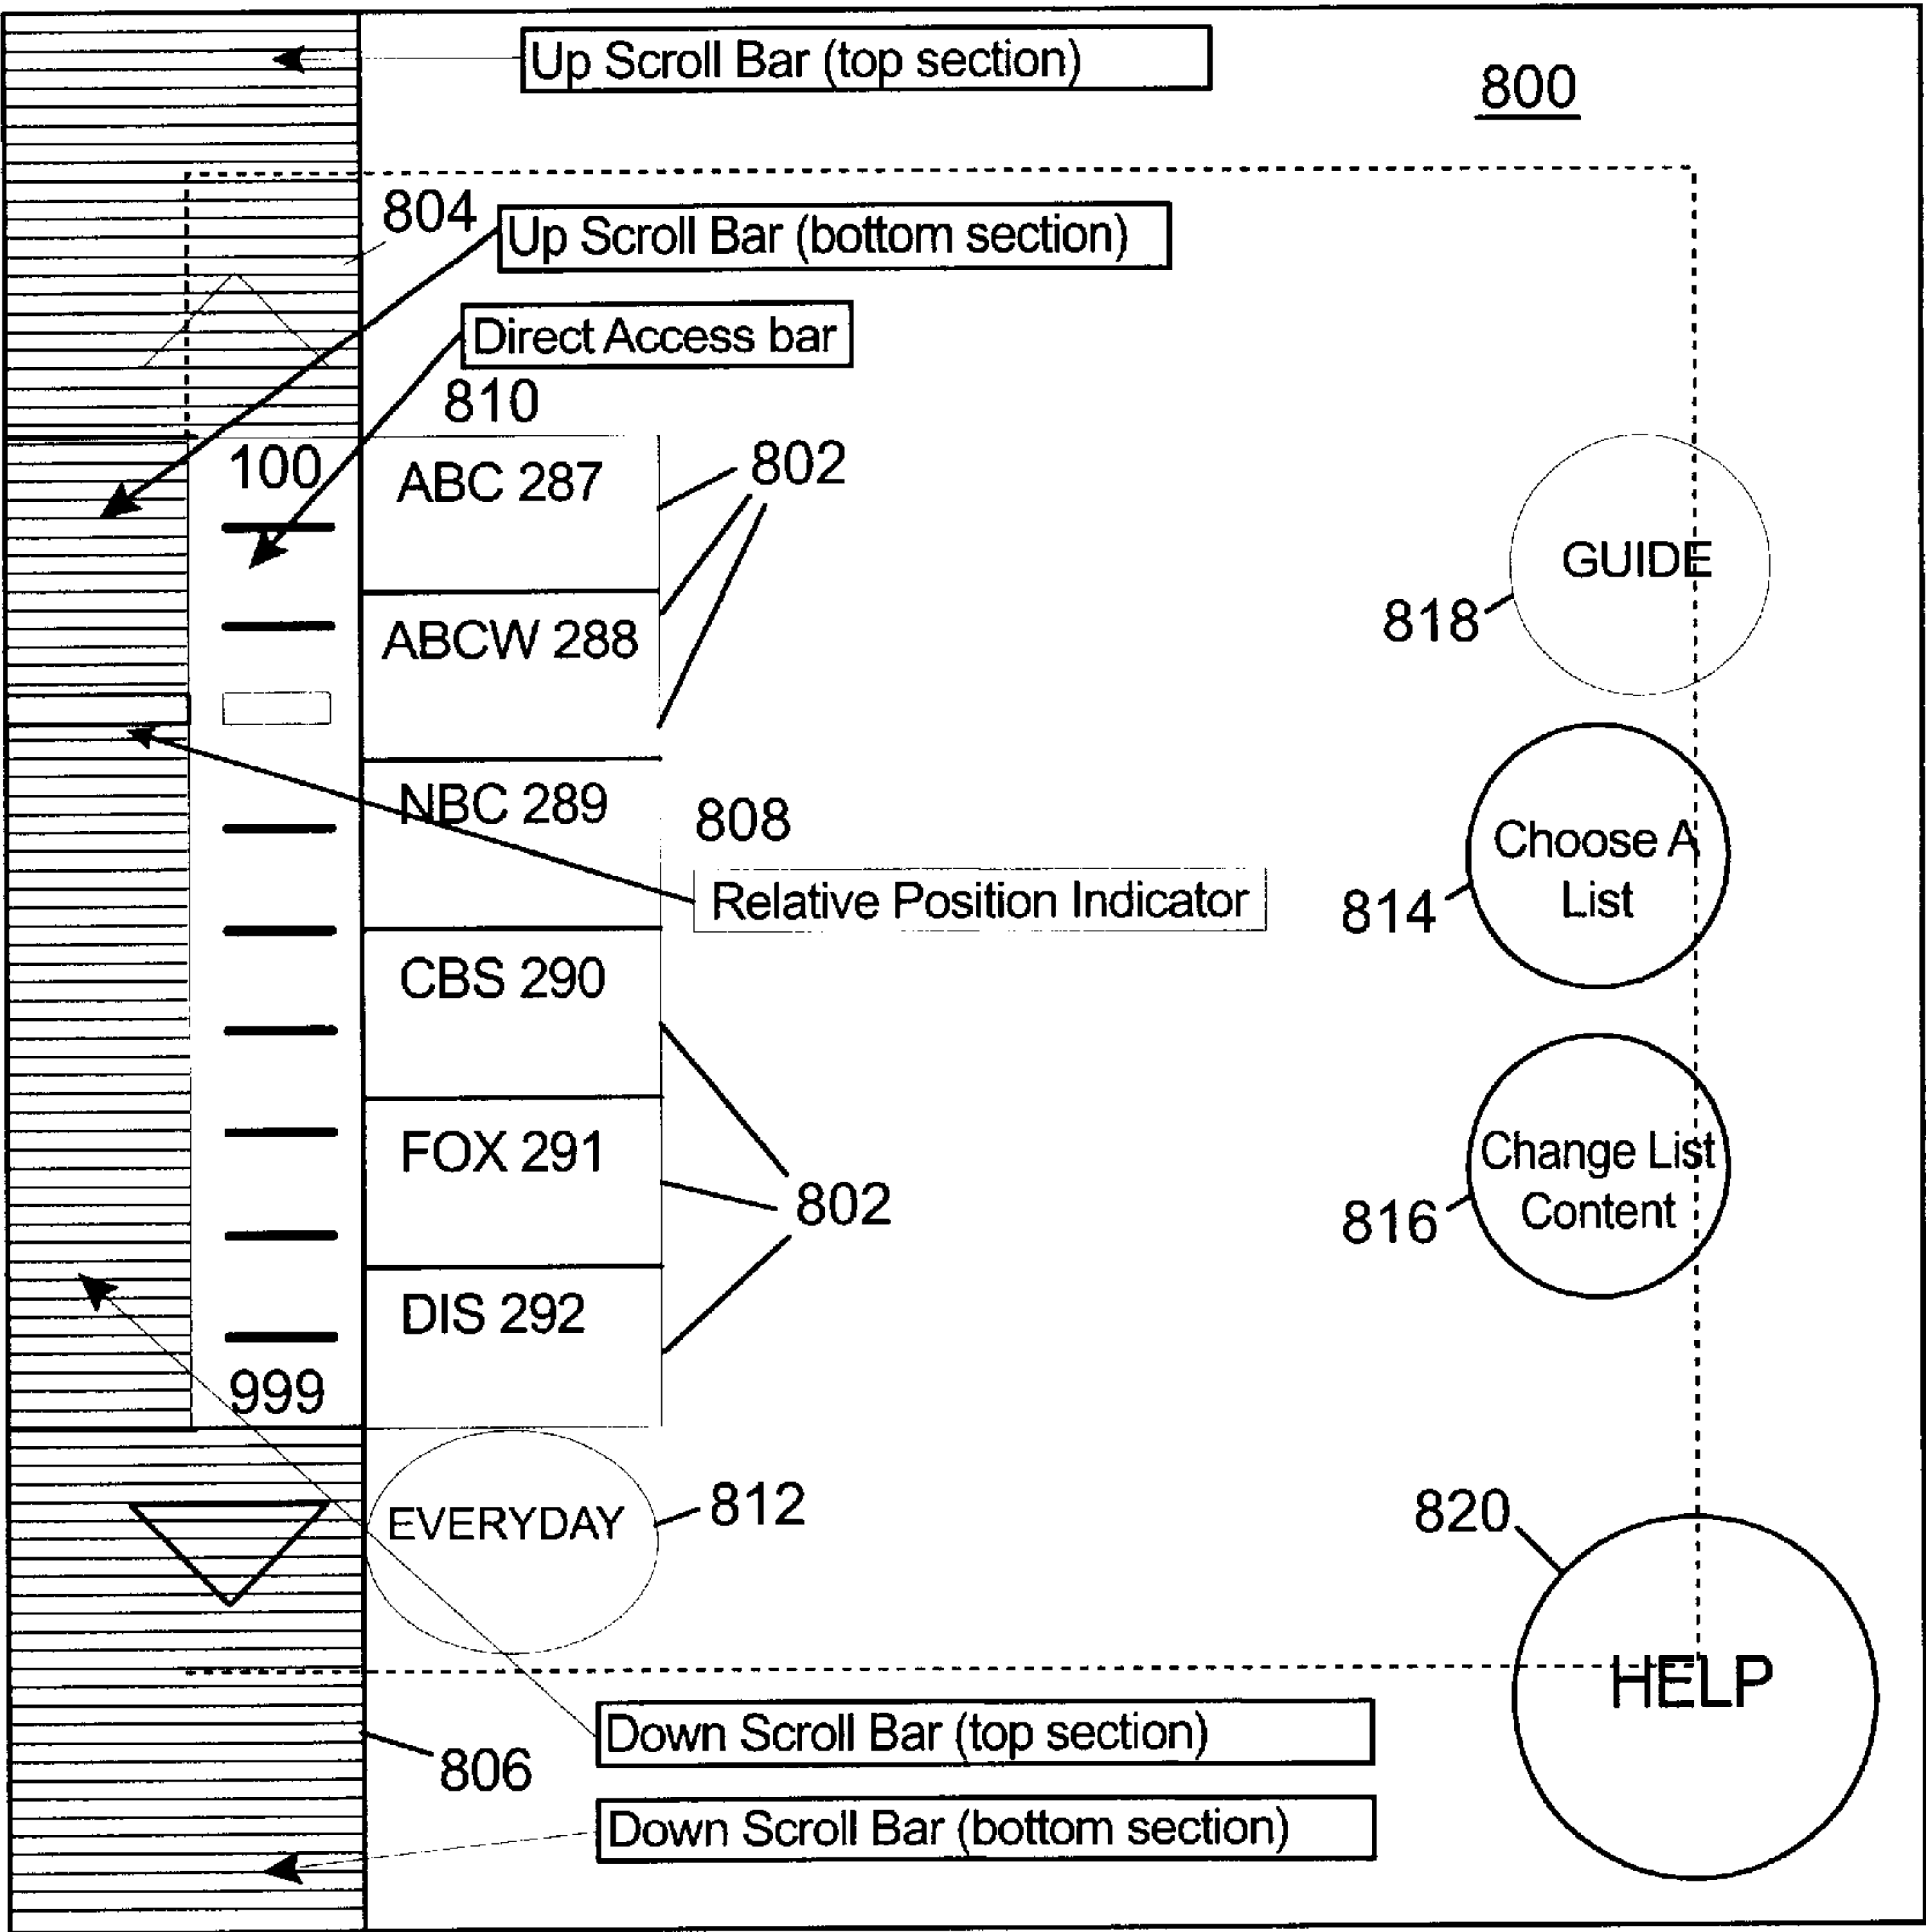 Up Scroll Bar (top section)
800
804
Up Scroll Bar (bottom section)
Direct Access bar
810
100
ABC 287
802
GUIDE
818
ABCW 288
NBC 289
808
Relative Position Indicator
Choose A
List
814
CBS 290
FOX 291
802
Change List
Content
816
DIS 292
999
EVERYDAY
812
820
HELP
Down Scroll Bar (top section)
806
Down Scroll Bar (bottom section)